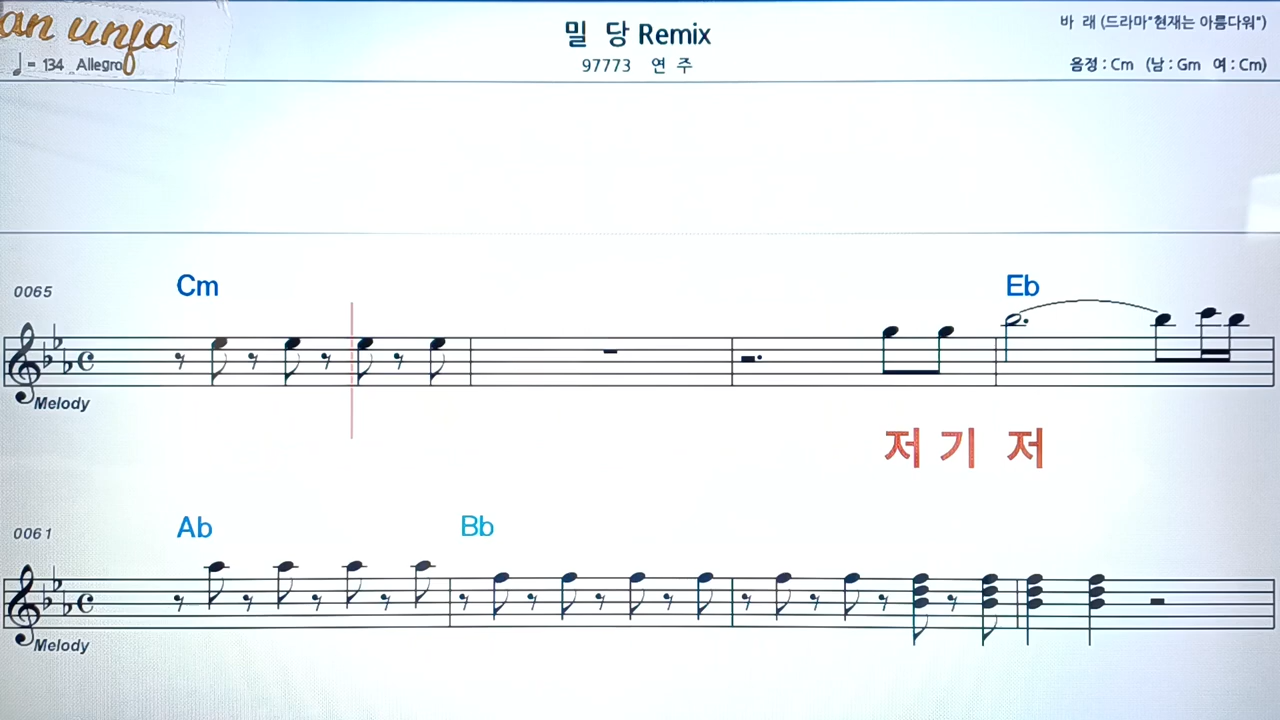 an unfa
밀 당 Remix
바 래 (드라마"현재는 아름다워")
♩= 134 Allegro
97773 연 주
음정 : Cm (남 : Gm 여 : Cm)
0065 Cm Eb
Melody
저 기 저
0061 Ab Bb
Melody